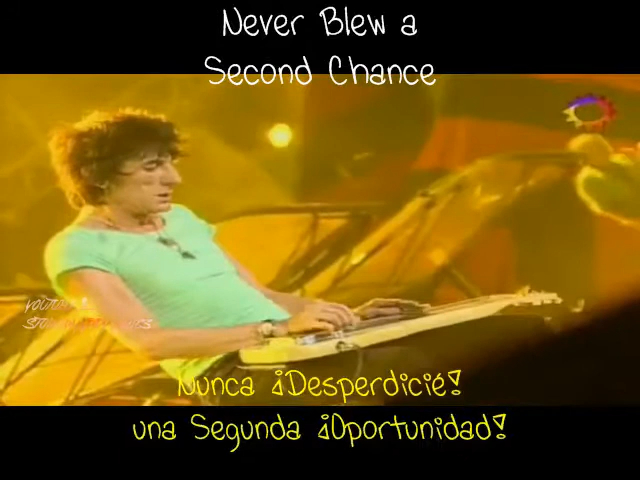 Never Blew a
Second Chance
Nunca ¡Desperdicié!
una Segunda ¡Oportunidad!